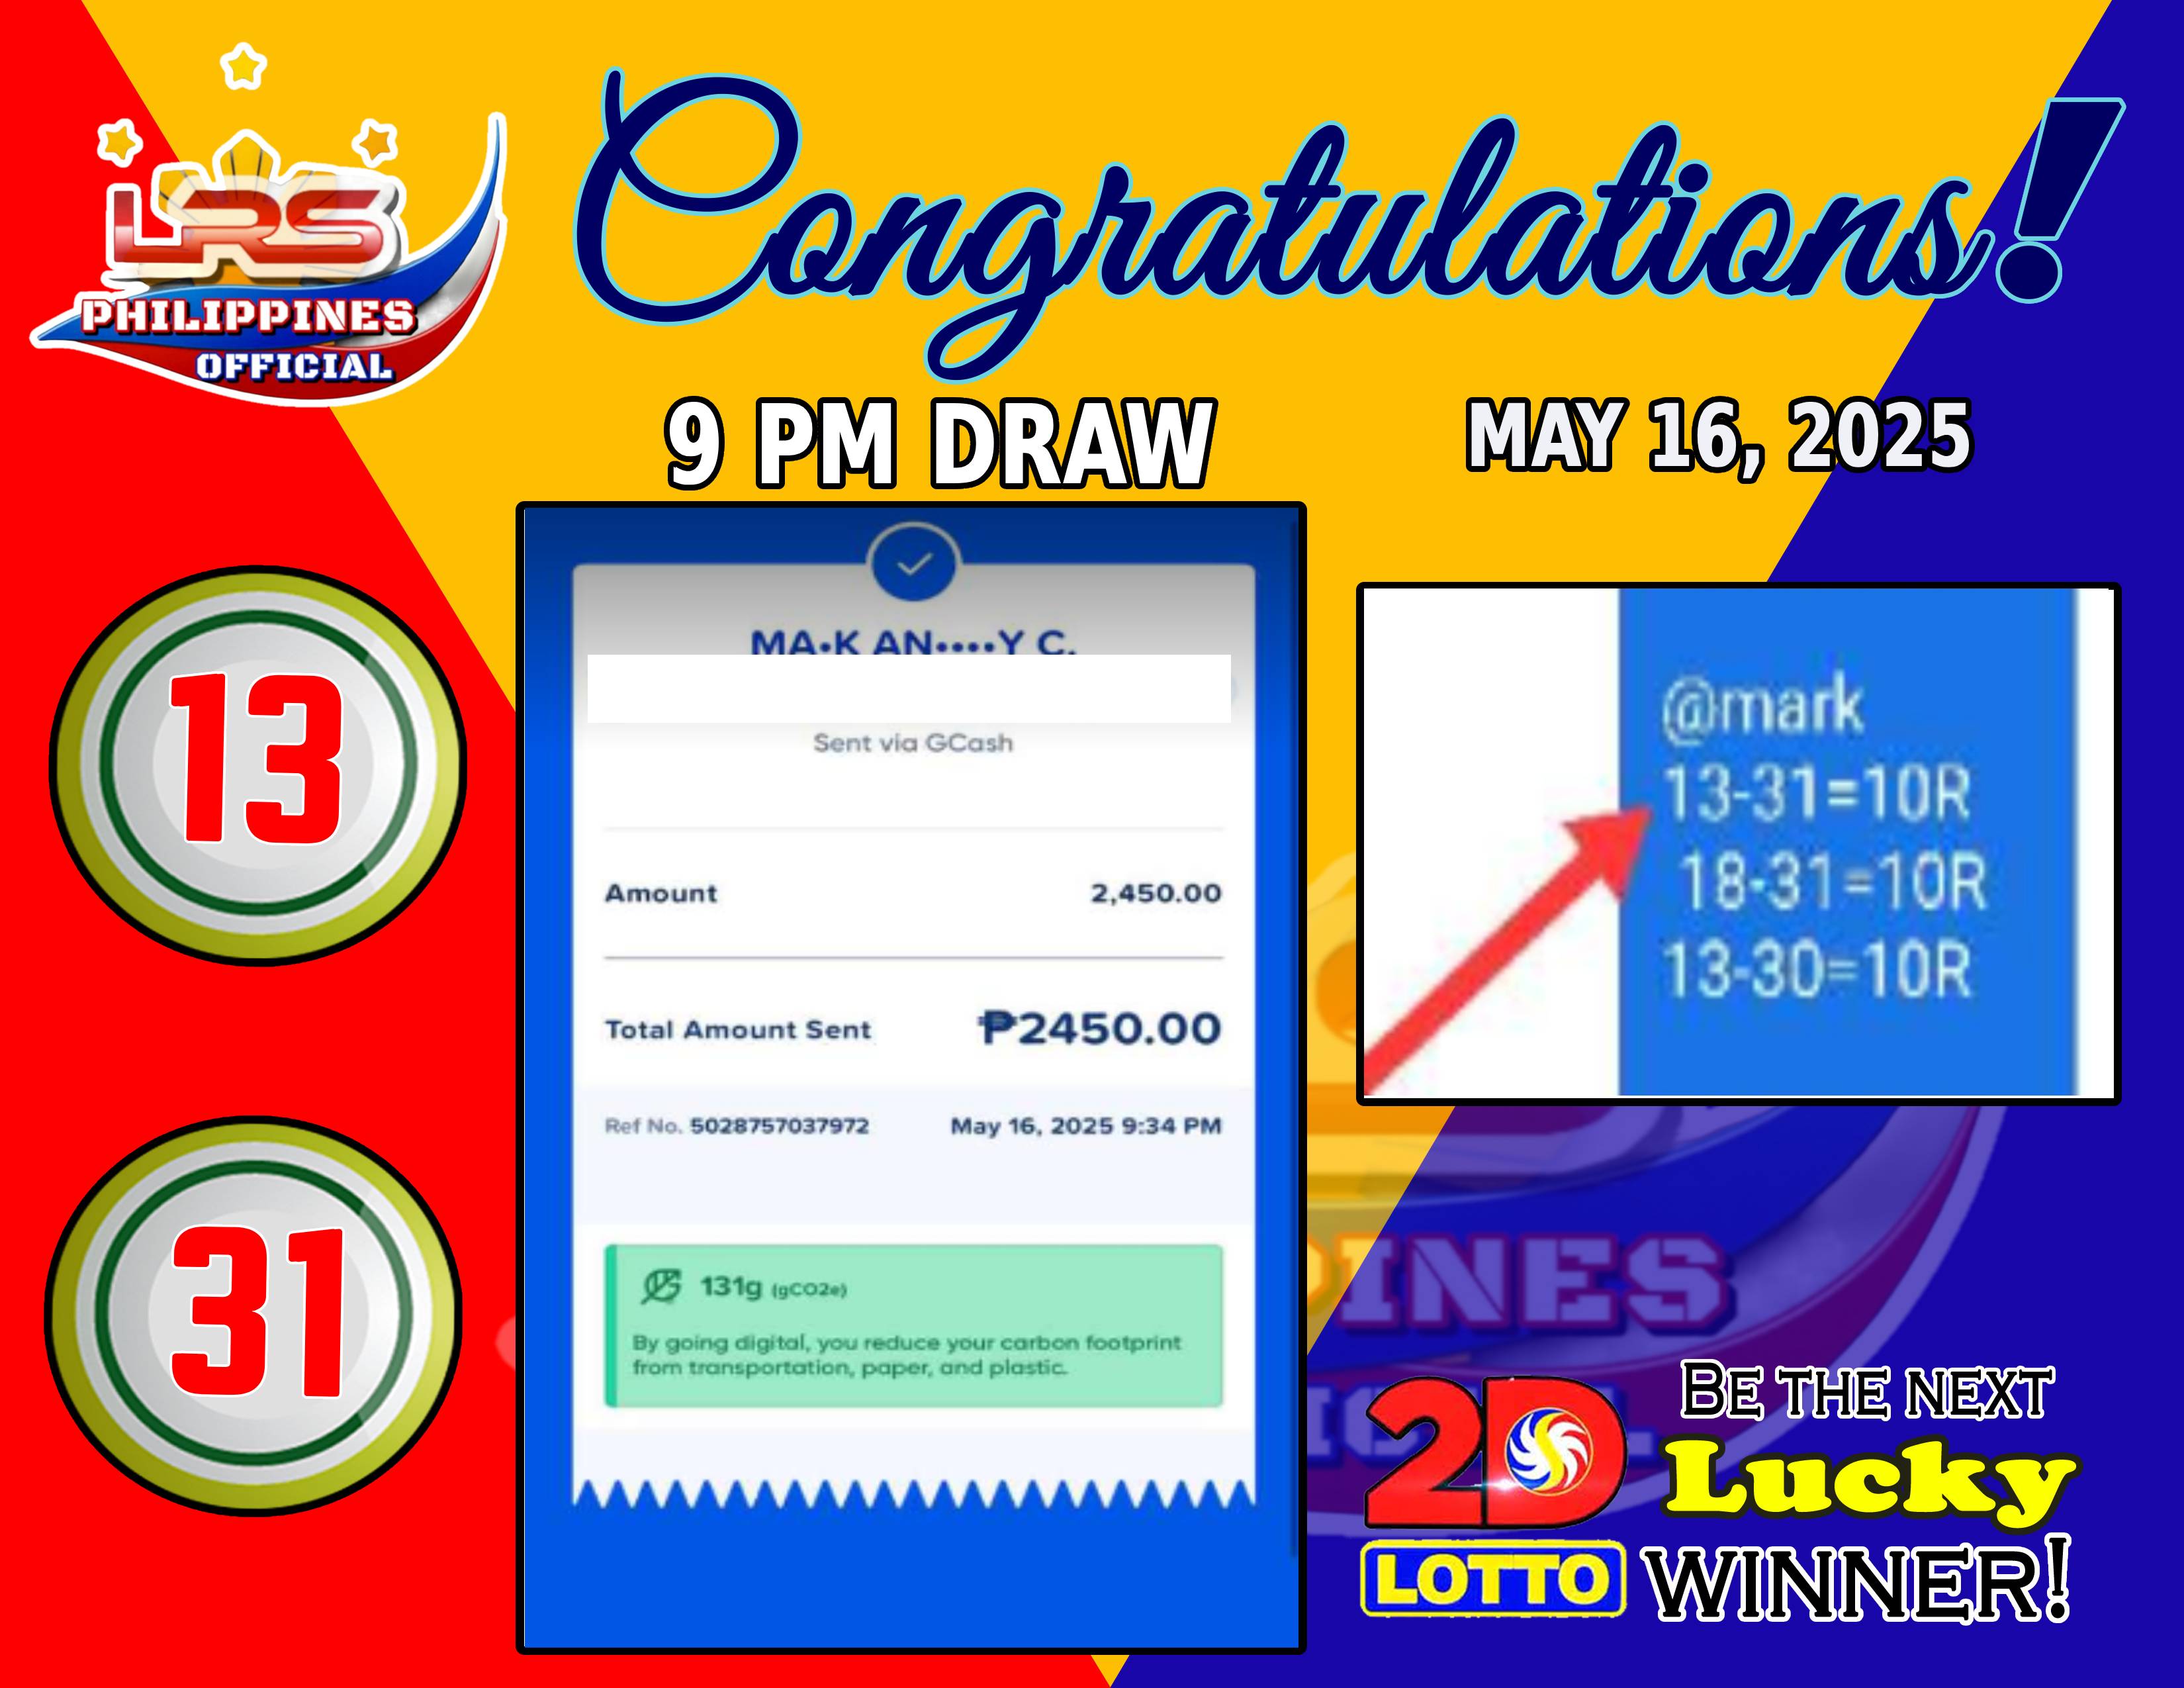 LRS
PHILIPPINES
OFFICIAL
Congratulations!
9 PM DRAW
MAY 16, 2025
13
31
MA•K AN••••Y C.
Sent via GCash
Amount 2,450.00
Total Amount Sent ₱2450.00
Ref No. 5028757037972 May 16, 2025 9:34 PM
131g (gCO2e)
By going digital, you reduce your carbon footprint
from transportation, paper, and plastic.
@mark
13-31=10R
18-31=10R
13-30=10R
PINES
2D
LOTTO
BE THE NEXT
Lucky
WINNER!